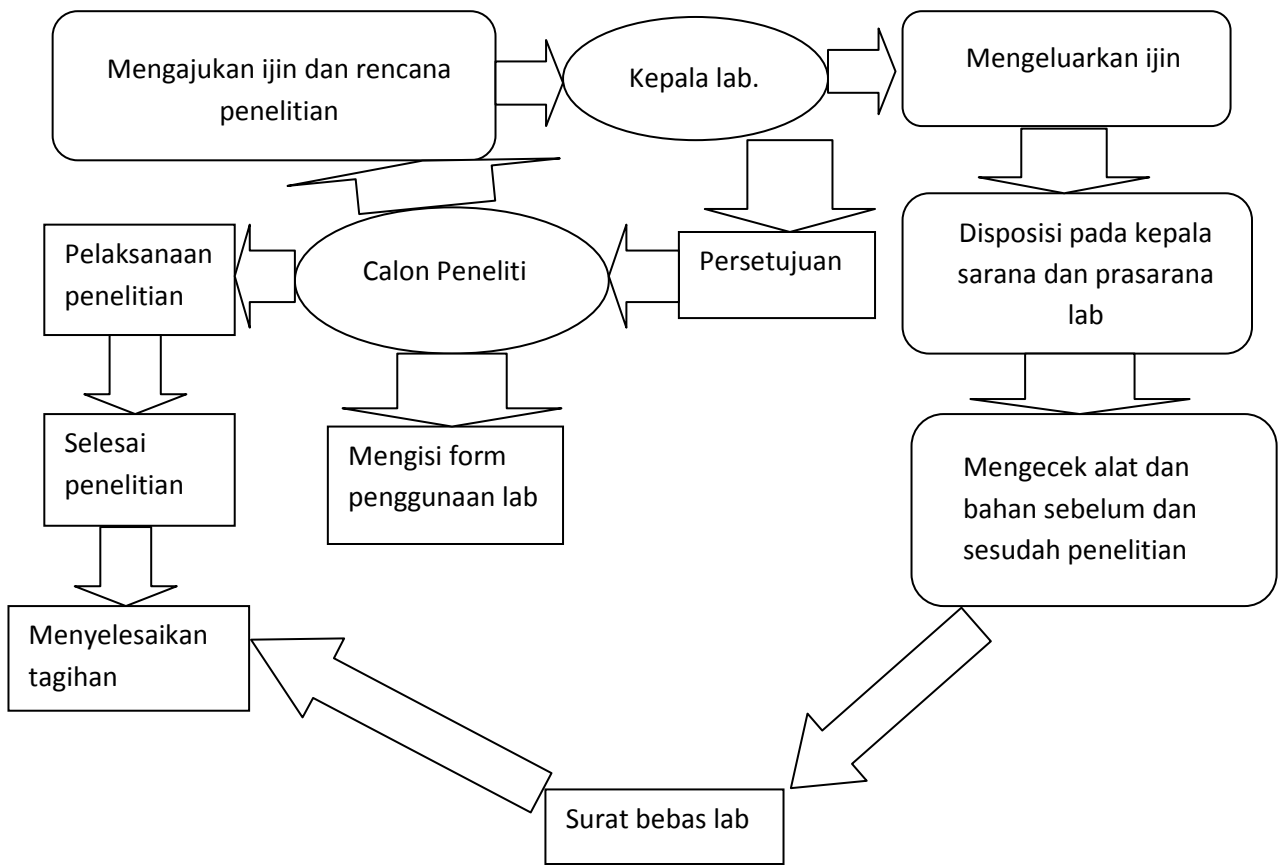 Mengajukan ijin dan rencana
penelitian
Kepala lab.
Mengeluarkan ijin
Pelaksanaan
penelitian
Calon Peneliti
Persetujuan
Disposisi pada kepala
sarana dan prasarana
lab
Selesai
penelitian
Mengisi form
penggunaan lab
Mengecek alat dan
bahan sebelum dan
sesudah penelitian
Menyelesaikan
tagihan
Surat bebas lab